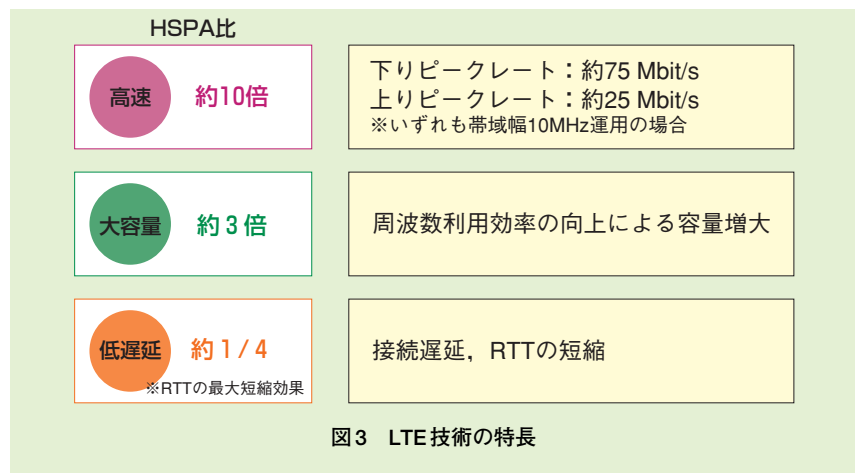 HSPA比
高速 約10倍
下りピークレート：約75 Mbit/s
上りピークレート：約25 Mbit/s
※いずれも帯域幅10MHz運用の場合
大容量 約３倍
周波数利用効率の向上による容量増大
低遅延 約１/４
※RTTの最大短縮効果
接続遅延，RTTの短縮
図３　LTE技術の特長